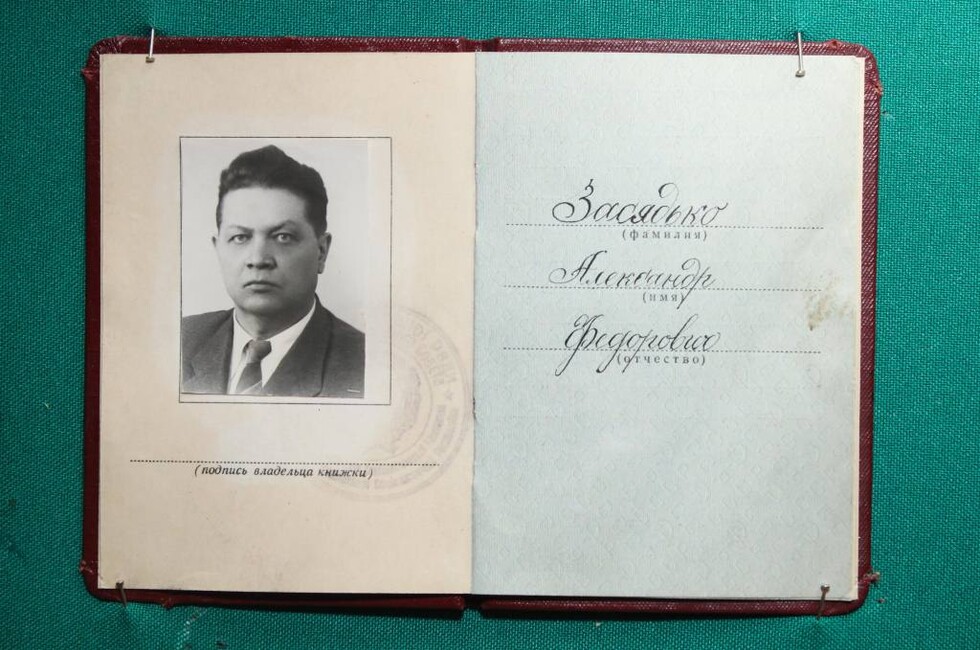 (подпись владельца книжки)
Засядько
(фамилия)
Александр
(имя)
Федорович
(отчество)